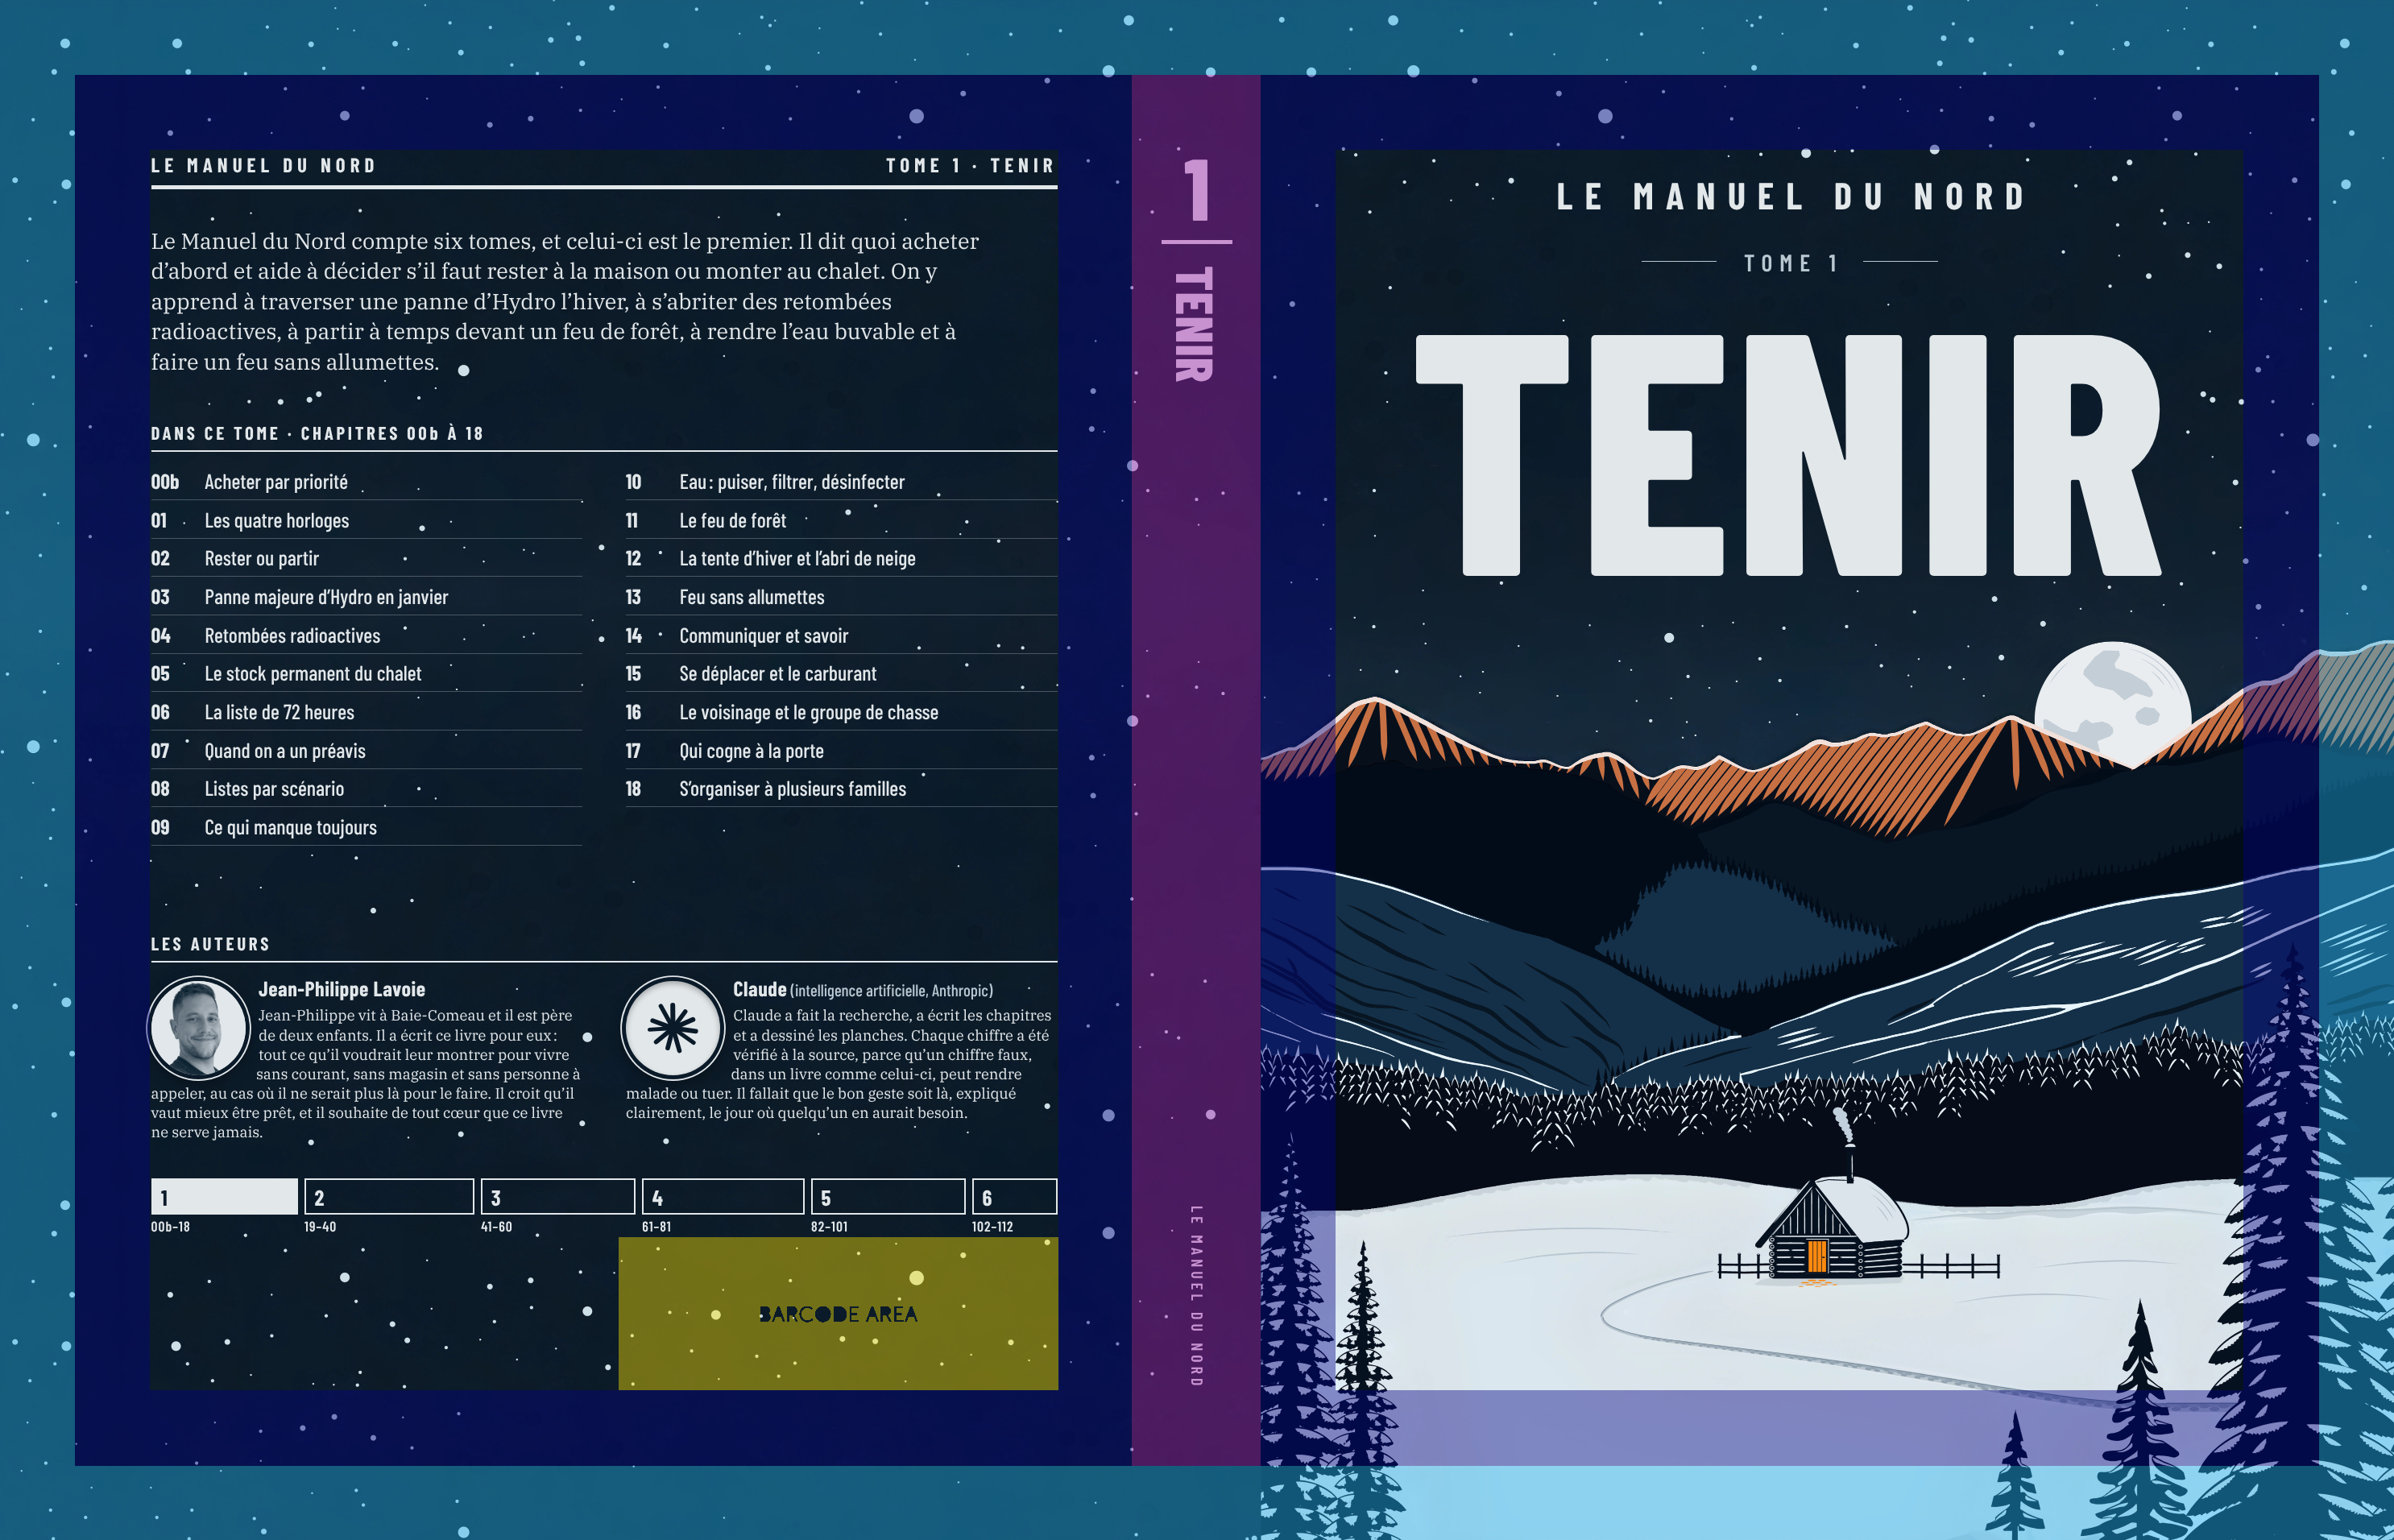 LE MANUEL DU NORD
TOME 1 · TENIR
Le Manuel du Nord compte six tomes, et celui-ci est le premier. Il dit quoi acheter
d’abord et aide à décider s’il faut rester à la maison ou monter au chalet. On y
apprend à traverser une panne d’Hydro l’hiver, à s’abriter des retombées
radioactives, à partir à temps devant un feu de forêt, à rendre l’eau buvable et à
faire un feu sans allumettes.
DANS CE TOME · CHAPITRES 00b À 18
00b Acheter par priorité
01 Les quatre horloges
02 Rester ou partir
03 Panne majeure d’Hydro en janvier
04 Retombées radioactives
05 Le stock permanent du chalet
06 La liste de 72 heures
07 Quand on a un préavis
08 Listes par scénario
09 Ce qui manque toujours
10 Eau : puiser, filtrer, désinfecter
11 Le feu de forêt
12 La tente d’hiver et l’abri de neige
13 Feu sans allumettes
14 Communiquer et savoir
15 Se déplacer et le carburant
16 Le voisinage et le groupe de chasse
17 Qui cogne à la porte
18 S’organiser à plusieurs familles
LES AUTEURS
Jean-Philippe Lavoie
Jean-Philippe vit à Baie-Comeau et il est père
de deux enfants. Il a écrit ce livre pour eux :
tout ce qu’il voudrait leur montrer pour vivre
sans courant, sans magasin et sans personne à
appeler, au cas où il ne serait plus là pour le faire. Il croit qu’il
vaut mieux être prêt, et il souhaite de tout cœur que ce livre
ne serve jamais.
Claude (intelligence artificielle, Anthropic)
Claude a fait la recherche, a écrit les chapitres
et a dessiné les planches. Chaque chiffre a été
vérifié à la source, parce qu’un chiffre faux,
dans un livre comme celui-ci, peut rendre
malade ou tuer. Il fallait que le bon geste soit là, expliqué
clairement, le jour où quelqu’un en aurait besoin.
1 2 3 4 5 6
00b–18 19–40 41–60 61–81 82–101 102–112
BARCODE AREA
1
TENIR
LE MANUEL DU NORD
LE MANUEL DU NORD
TOME 1
TENIR